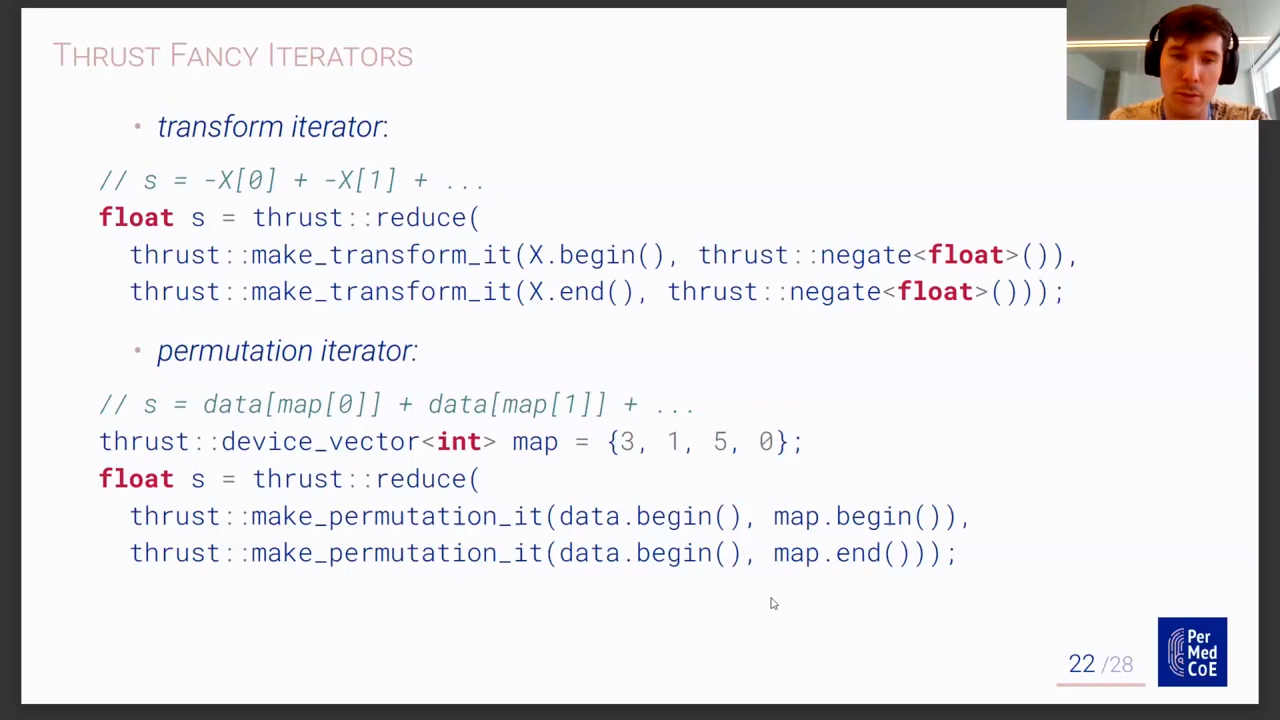 THRUST FANCY ITERATORS
• transform iterator:
// s = -X[0] + -X[1] + ...
float s = thrust::reduce(
thrust::make_transform_it(X.begin(), thrust::negate<float>()),
thrust::make_transform_it(X.end(), thrust::negate<float>()));
• permutation iterator:
// s = data[map[0]] + data[map[1]] + ...
thrust::device_vector<int> map = {3, 1, 5, 0};
float s = thrust::reduce(
thrust::make_permutation_it(data.begin(), map.begin()),
thrust::make_permutation_it(data.begin(), map.end()));
22 /28
Per
Med
CoE